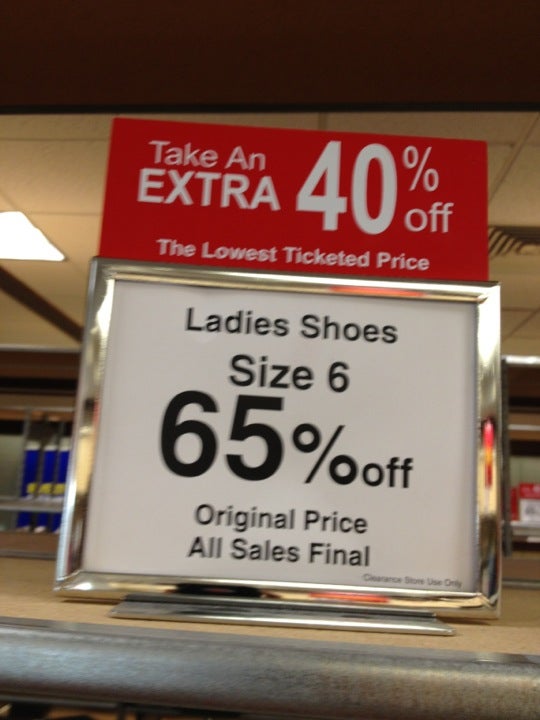 Take An
EXTRA 40% off
The Lowest Ticketed Price
Ladies Shoes
Size 6
65% off
Original Price
All Sales Final
Clearance Store Use Only